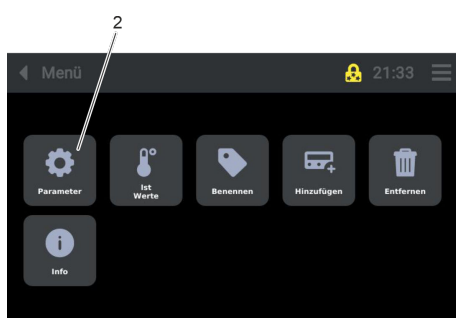 2
Menü
21:33
Parameter
Ist
Werte
Benennen
Hinzufügen
Entfernen
i
Info